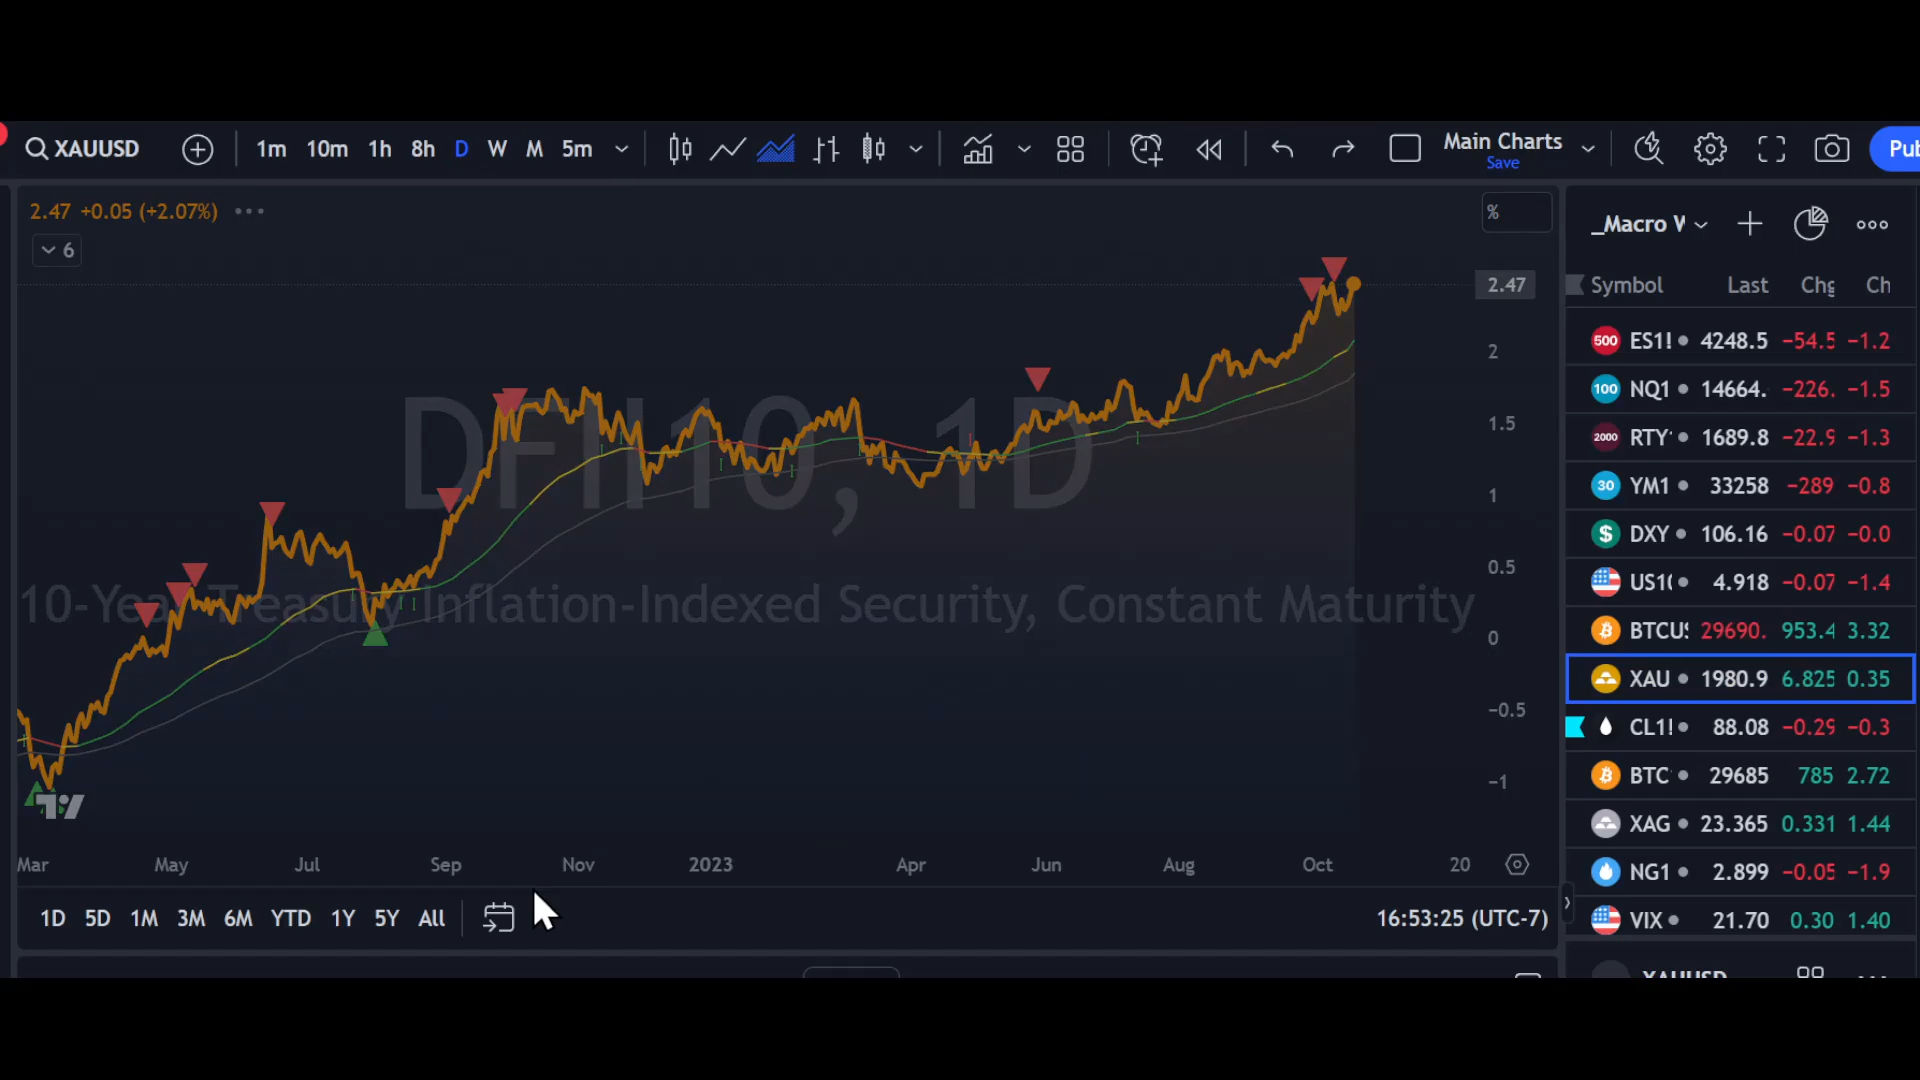 XAUUSD 1m 10m 1h 8h D W M 5m Main Charts Save Pub
2.47 +0.05 (+2.07%)
6
%
DFII10, 1D
10-Year Treasury Inflation-Indexed Security, Constant Maturity
2.47
2
1.5
1
0.5
0
−0.5
−1
Mar May Jul Sep Nov 2023 Apr Jun Aug Oct 20
1D 5D 1M 3M 6M YTD 1Y 5Y All 16:53:25 (UTC-7)
_Macro W
Symbol Last Chg Ch
500 ES1! 4248.5 −54.5 −1.2
100 NQ1 14664. −226. −1.5
2000 RTY 1689.8 −22.9 −1.3
30 YM1 33258 −289 −0.8
$ DXY 106.16 −0.07 −0.0
US10 4.918 −0.07 −1.4
BTCUS 29690. 953.4 3.32
XAU 1980.9 6.825 0.35
CL1! 88.08 −0.29 −0.3
BTC 29685 785 2.72
XAG 23.365 0.331 1.44
NG1 2.899 −0.05 −1.9
VIX 21.70 0.30 1.40
XAUUSD